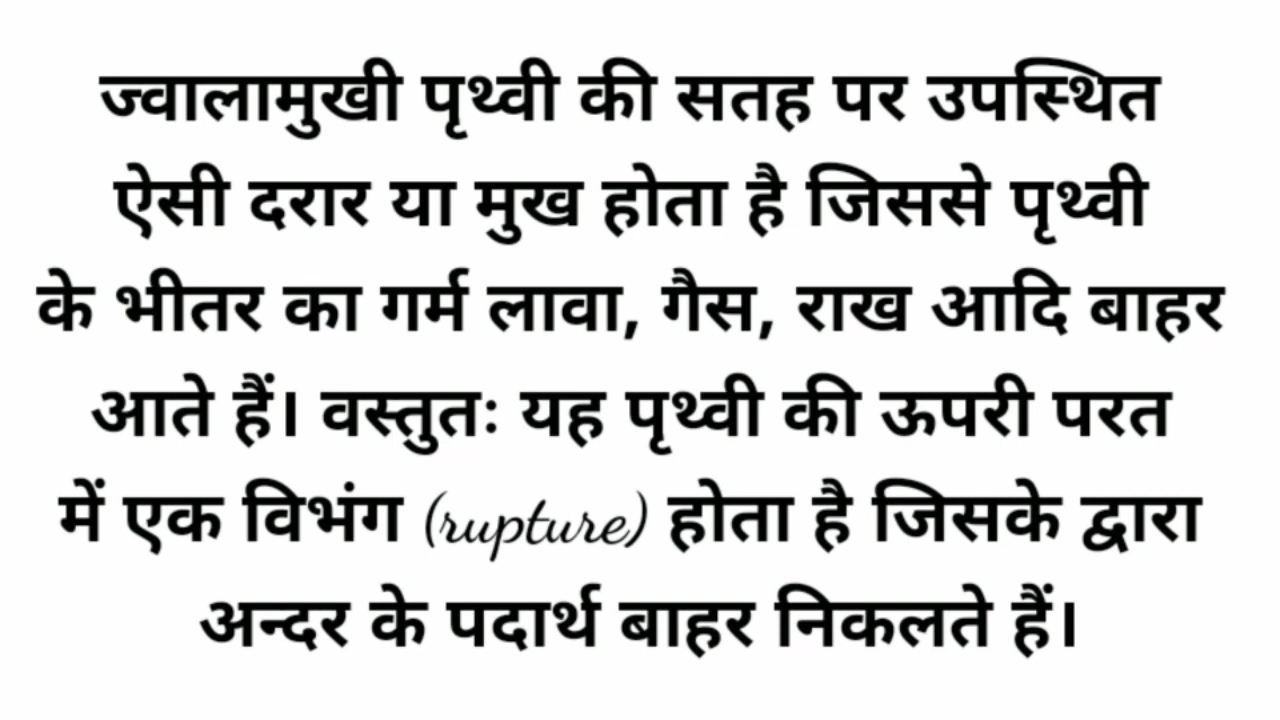 ज्वालामुखी पृथ्वी की सतह पर उपस्थित
ऐसी दरार या मुख होता है जिससे पृथ्वी
के भीतर का गर्म लावा, गैस, राख आदि बाहर
आते हैं। वस्तुतः यह पृथ्वी की ऊपरी परत
में एक विभंग (rupture) होता है जिसके द्वारा
अन्दर के पदार्थ बाहर निकलते हैं।